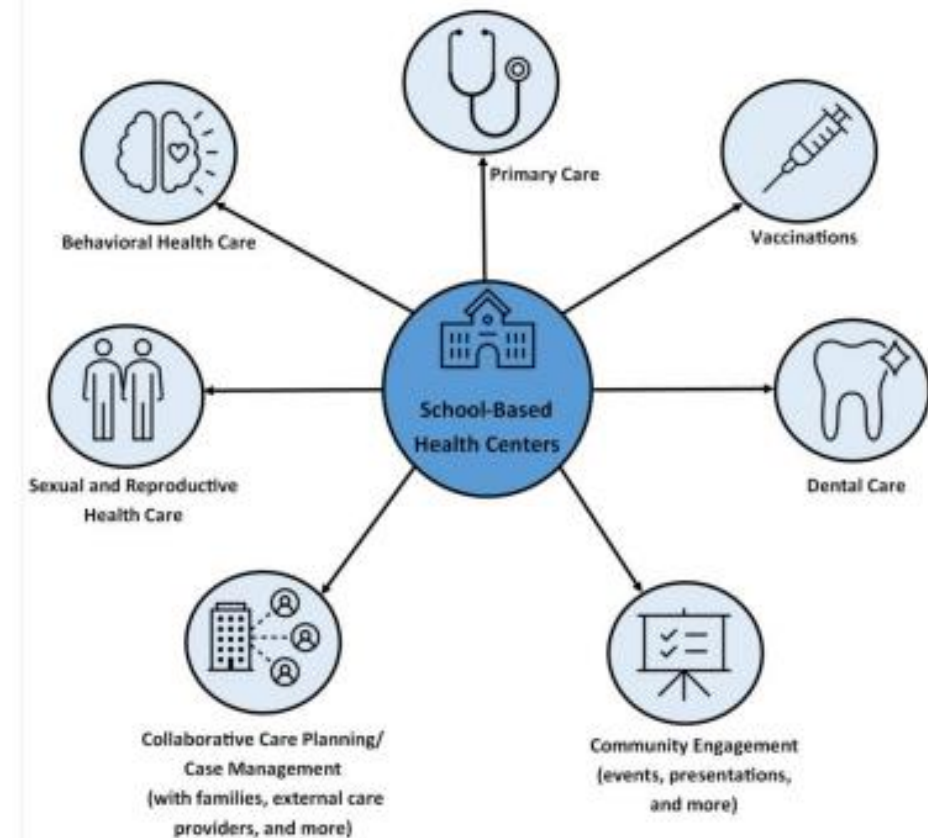 Primary Care
Behavioral Health Care
Vaccinations
School-Based
Health Centers
Sexual and Reproductive
Health Care
Dental Care
Collaborative Care Planning/
Case Management
(with families, external care
providers, and more)
Community Engagement
(events, presentations,
and more)